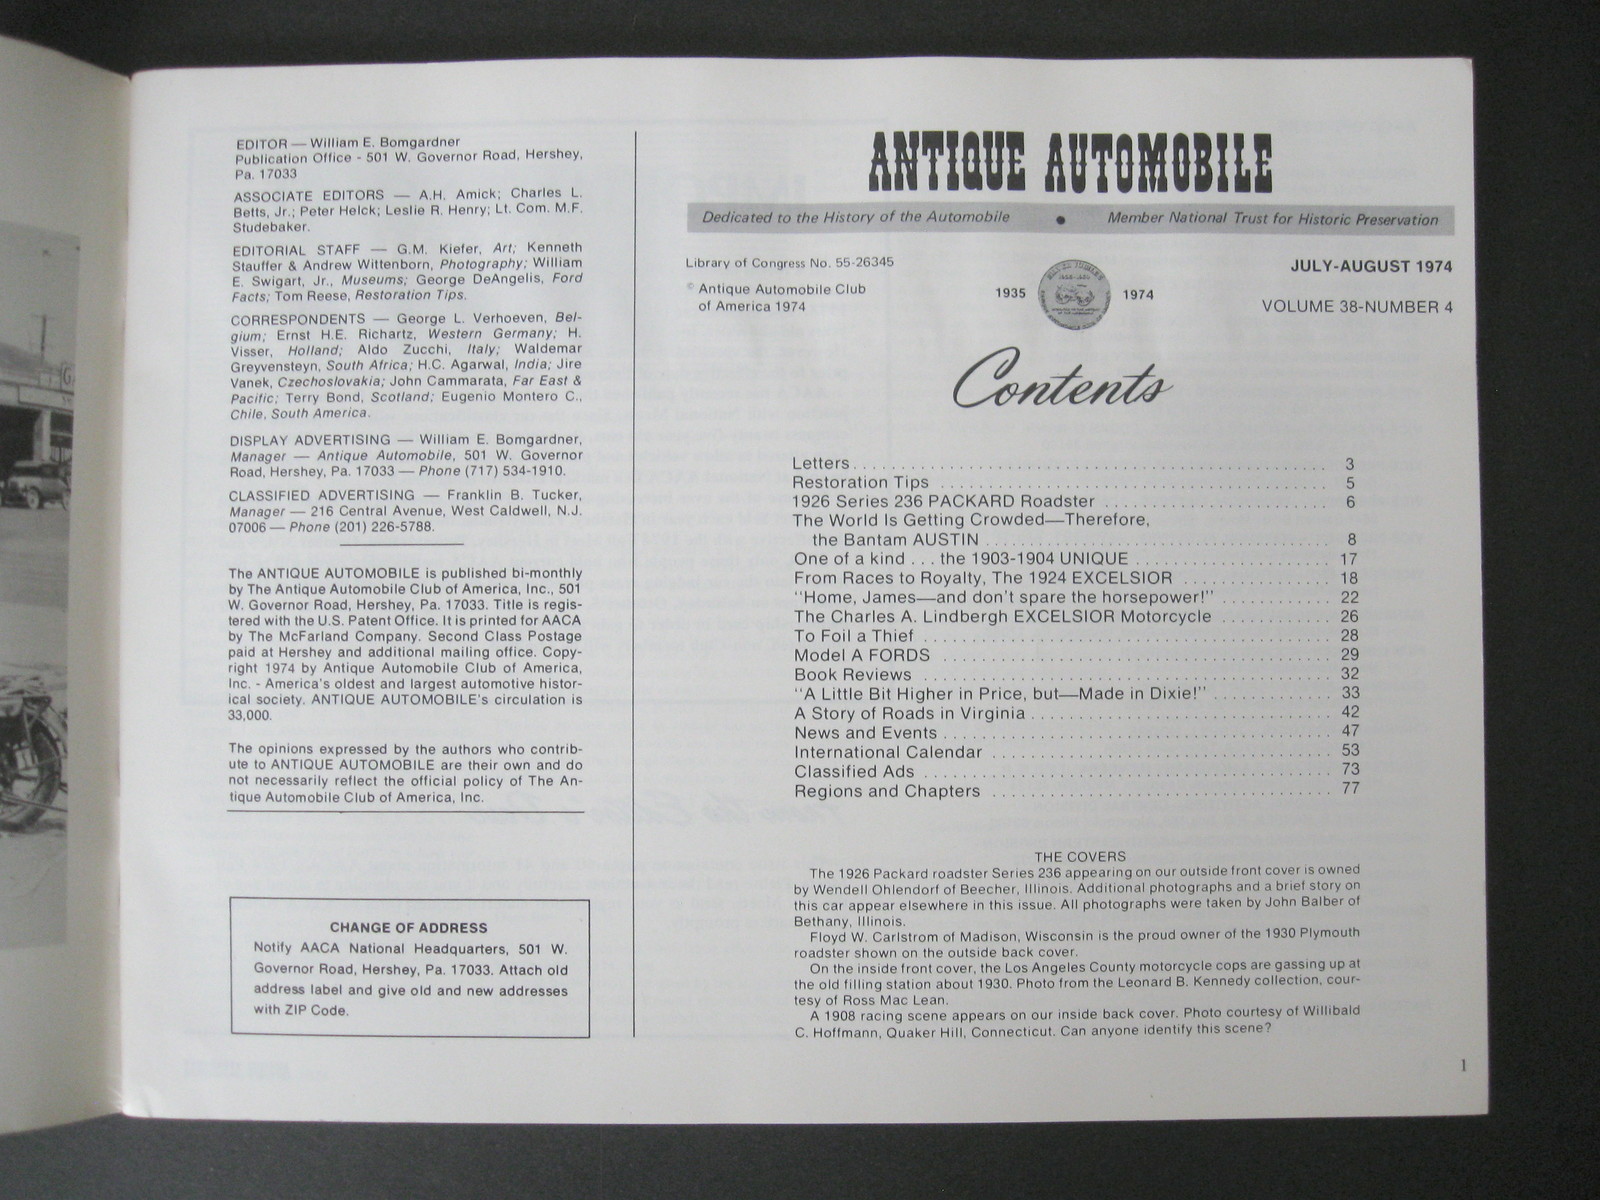 EDITOR — William E. Bomgardner
Publication Office - 501 W. Governor Road, Hershey,
Pa. 17033
ASSOCIATE EDITORS — A.H. Amick; Charles L.
Betts, Jr.; Peter Helck; Leslie R. Henry; Lt. Com. M.F.
Studebaker.
EDITORIAL STAFF — G.M. Kiefer, Art; Kenneth
Stauffer & Andrew Wittenborn, Photography; William
E. Swigart, Jr., Museums; George DeAngelis, Ford
Facts; Tom Reese, Restoration Tips.
CORRESPONDENTS — George L. Verhoeven, Bel-
gium; Ernst H.E. Richartz, Western Germany; H.
Visser, Holland; Aldo Zucchi, Italy; Waldemar
Greyvensteyn, South Africa; H.C. Agarwal, India; Jire
Vanek, Czechoslovakia; John Cammarata, Far East &
Pacific; Terry Bond, Scotland; Eugenio Montero C.,
Chile, South America.
DISPLAY ADVERTISING — William E. Bomgardner,
Manager — Antique Automobile, 501 W. Governor
Road, Hershey, Pa. 17033 — Phone (717) 534-1910.
CLASSIFIED ADVERTISING — Franklin B. Tucker,
Manager — 216 Central Avenue, West Caldwell, N.J.
07006 — Phone (201) 226-5788.
The ANTIQUE AUTOMOBILE is published bi-monthly
by The Antique Automobile Club of America, Inc., 501
W. Governor Road, Hershey, Pa. 17033. Title is regis-
tered with the U.S. Patent Office. It is printed for AACA
by The McFarland Company. Second Class Postage
paid at Hershey and additional mailing office. Copy-
right 1974 by Antique Automobile Club of America,
Inc. - America's oldest and largest automotive histor-
ical society. ANTIQUE AUTOMOBILE's circulation is
33,000.
The opinions expressed by the authors who contrib-
ute to ANTIQUE AUTOMOBILE are their own and do
not necessarily reflect the official policy of The An-
tique Automobile Club of America, Inc.
CHANGE OF ADDRESS
Notify AACA National Headquarters, 501 W.
Governor Road, Hershey, Pa. 17033. Attach old
address label and give old and new addresses
with ZIP Code.
ANTIQUE AUTOMOBILE
Dedicated to the History of the Automobile • Member National Trust for Historic Preservation
Library of Congress No. 55-26345
© Antique Automobile Club
of America 1974
1935 1974
JULY-AUGUST 1974
VOLUME 38-NUMBER 4
Contents
Letters . . . . . 3
Restoration Tips . . . . . 5
1926 Series 236 PACKARD Roadster . . . . . 6
The World Is Getting Crowded—Therefore,
the Bantam AUSTIN . . . . . 8
One of a kind . . . the 1903-1904 UNIQUE . . . . . 17
From Races to Royalty, The 1924 EXCELSIOR . . . . . 18
"Home, James—and don't spare the horsepower!" . . . . . 22
The Charles A. Lindbergh EXCELSIOR Motorcycle . . . . . 26
To Foil a Thief . . . . . 28
Model A FORDS . . . . . 29
Book Reviews . . . . . 32
"A Little Bit Higher in Price, but—Made in Dixie!" . . . . . 33
A Story of Roads in Virginia . . . . . 42
News and Events . . . . . 47
International Calendar . . . . . 53
Classified Ads . . . . . 73
Regions and Chapters . . . . . 77
THE COVERS
The 1926 Packard roadster Series 236 appearing on our outside front cover is owned
by Wendell Ohlendorf of Beecher, Illinois. Additional photographs and a brief story on
this car appear elsewhere in this issue. All photographs were taken by John Balber of
Bethany, Illinois.
Floyd W. Carlstrom of Madison, Wisconsin is the proud owner of the 1930 Plymouth
roadster shown on the outside back cover.
On the inside front cover, the Los Angeles County motorcycle cops are gassing up at
the old filling station about 1930. Photo from the Leonard B. Kennedy collection, cour-
tesy of Ross Mac Lean.
A 1908 racing scene appears on our inside back cover. Photo courtesy of Willibald
C. Hoffmann, Quaker Hill, Connecticut. Can anyone identify this scene?
1